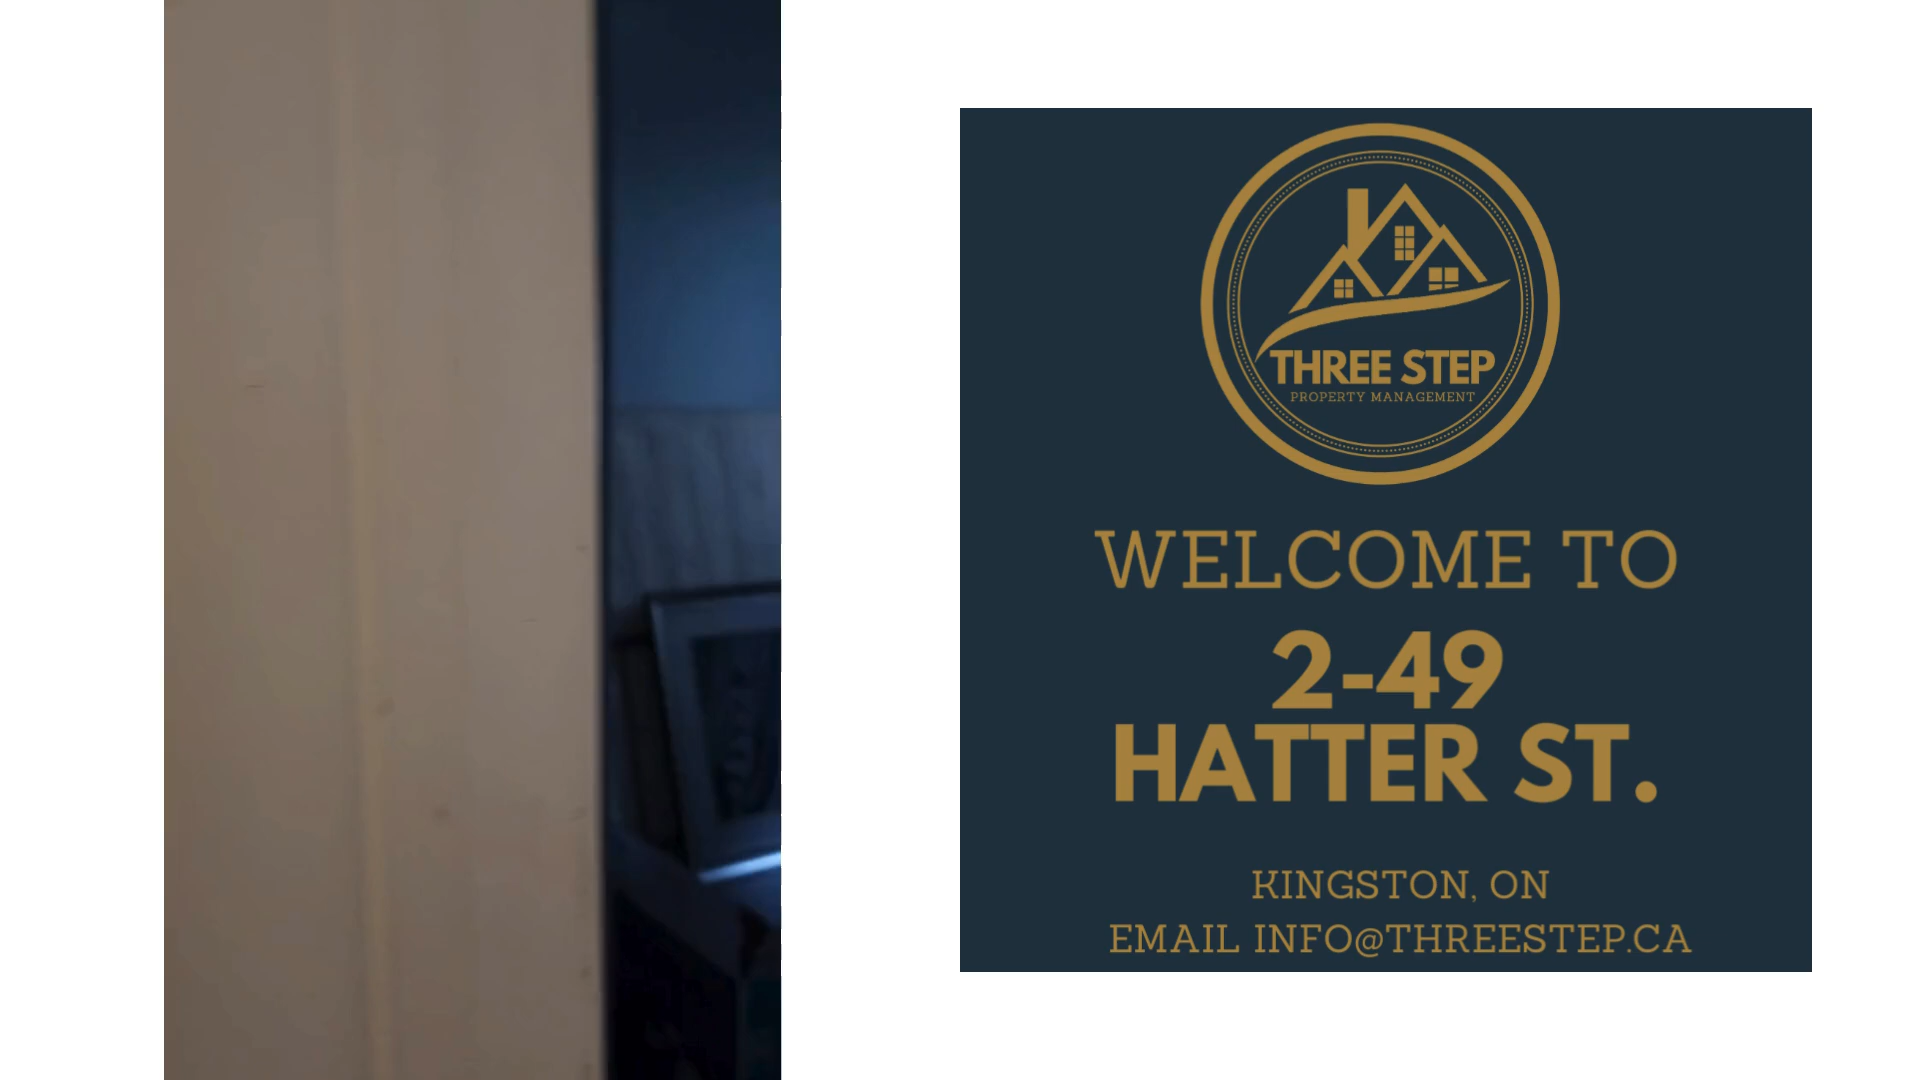 THREE STEP
PROPERTY MANAGEMENT
WELCOME TO
2-49
HATTER ST.
KINGSTON, ON
EMAIL INFO@THREESTEP.CA